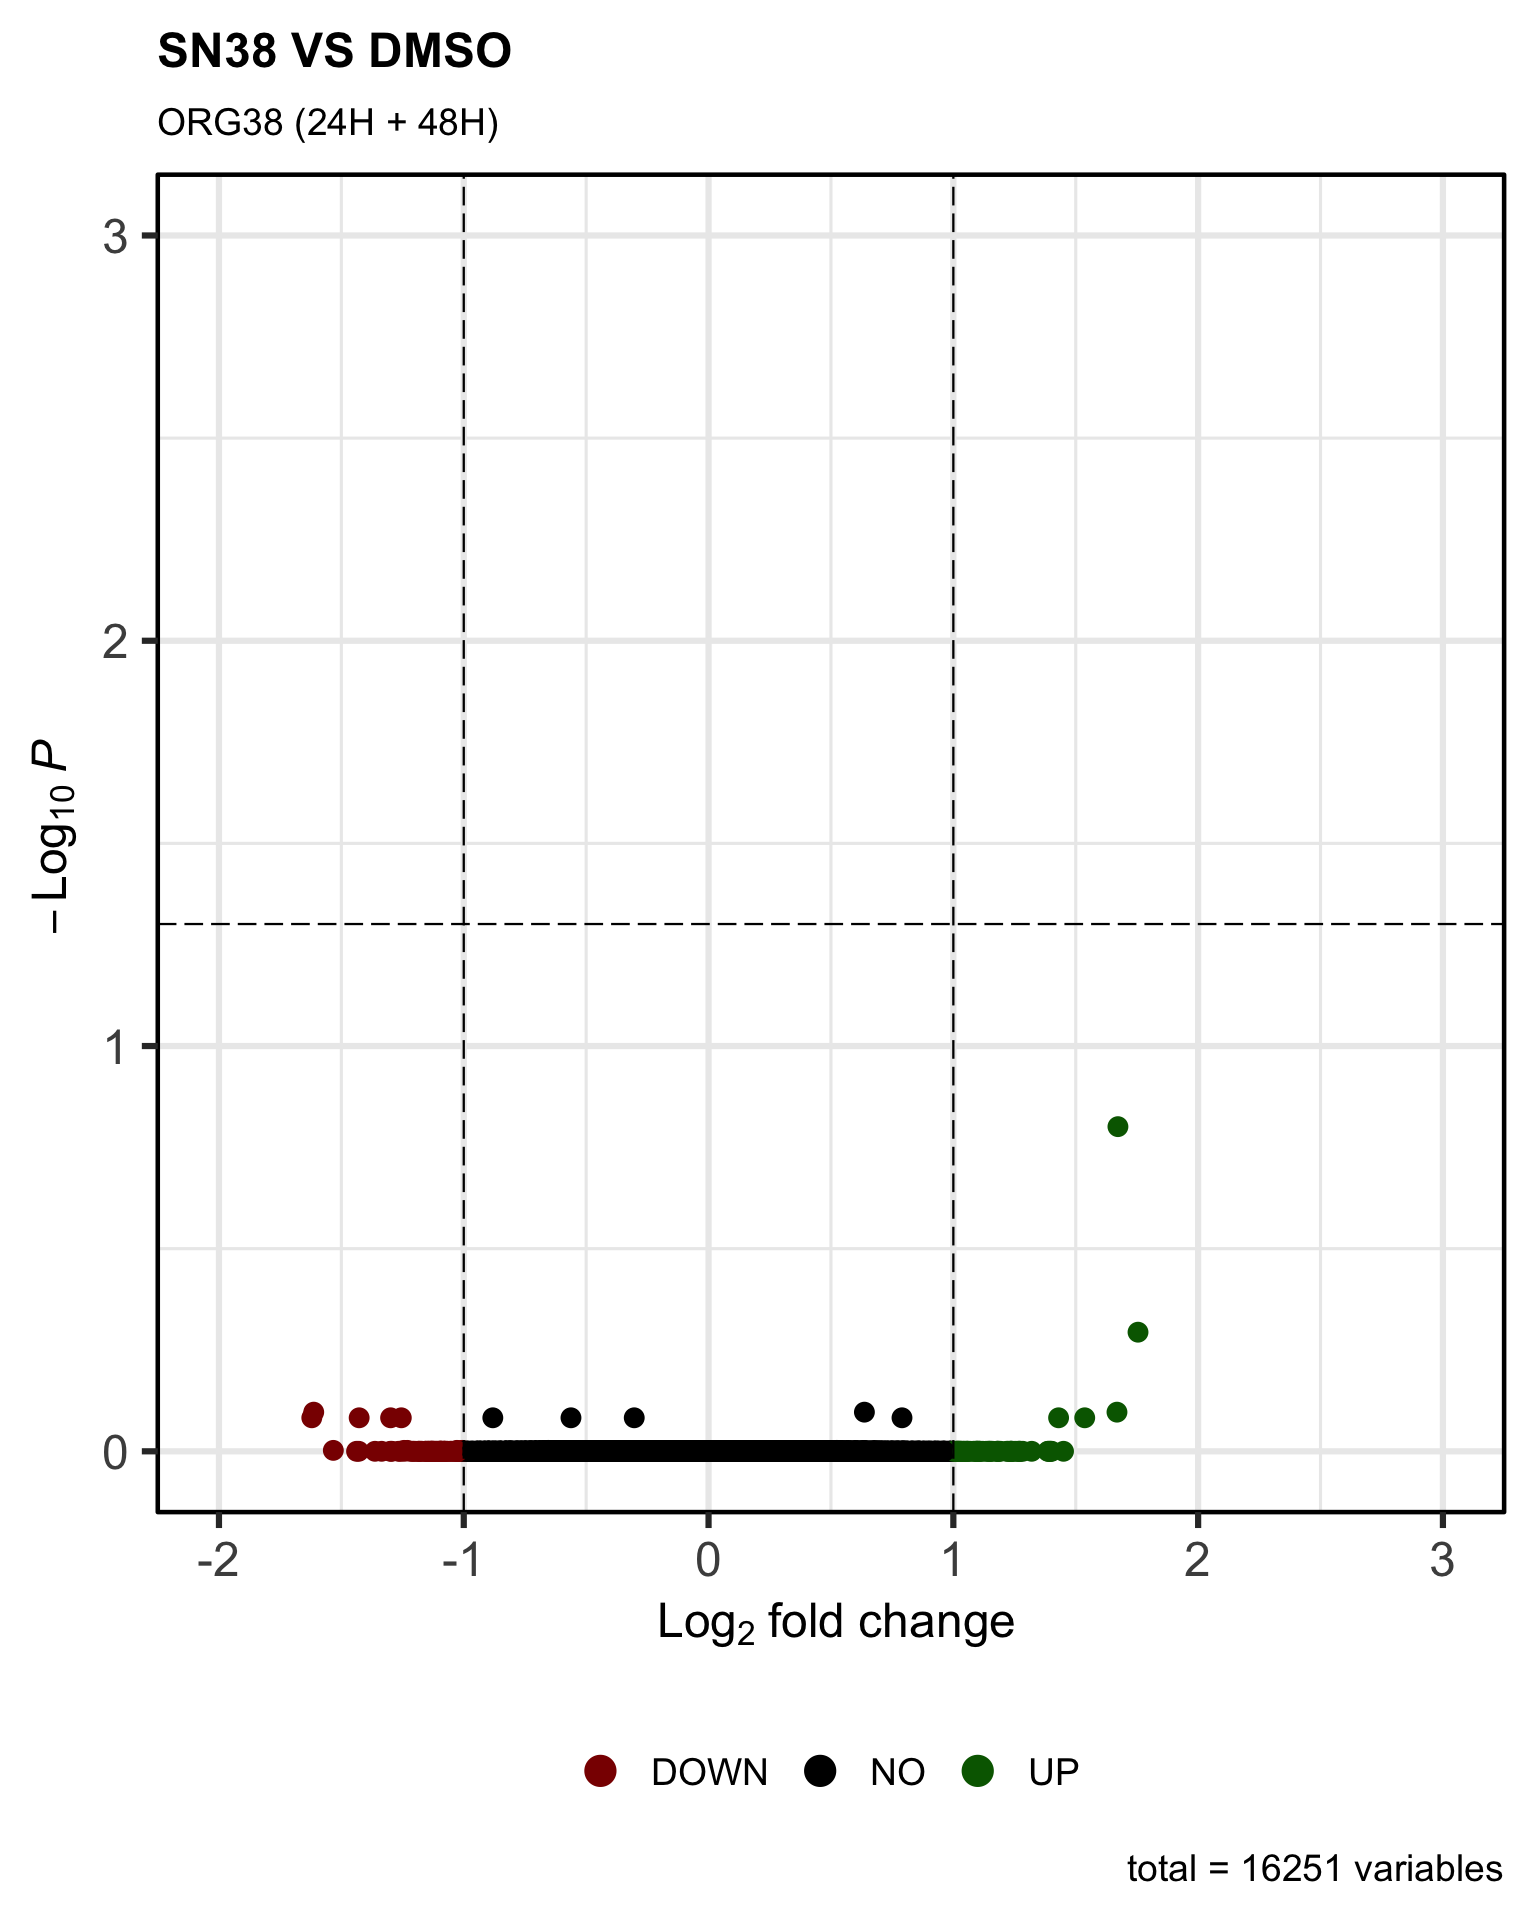 SN38 VS DMSO
ORG38 (24H + 48H)
3
2
1
0
−Log10 P
-2 -1 0 1 2 3
Log2 fold change
DOWN NO UP
total = 16251 variables